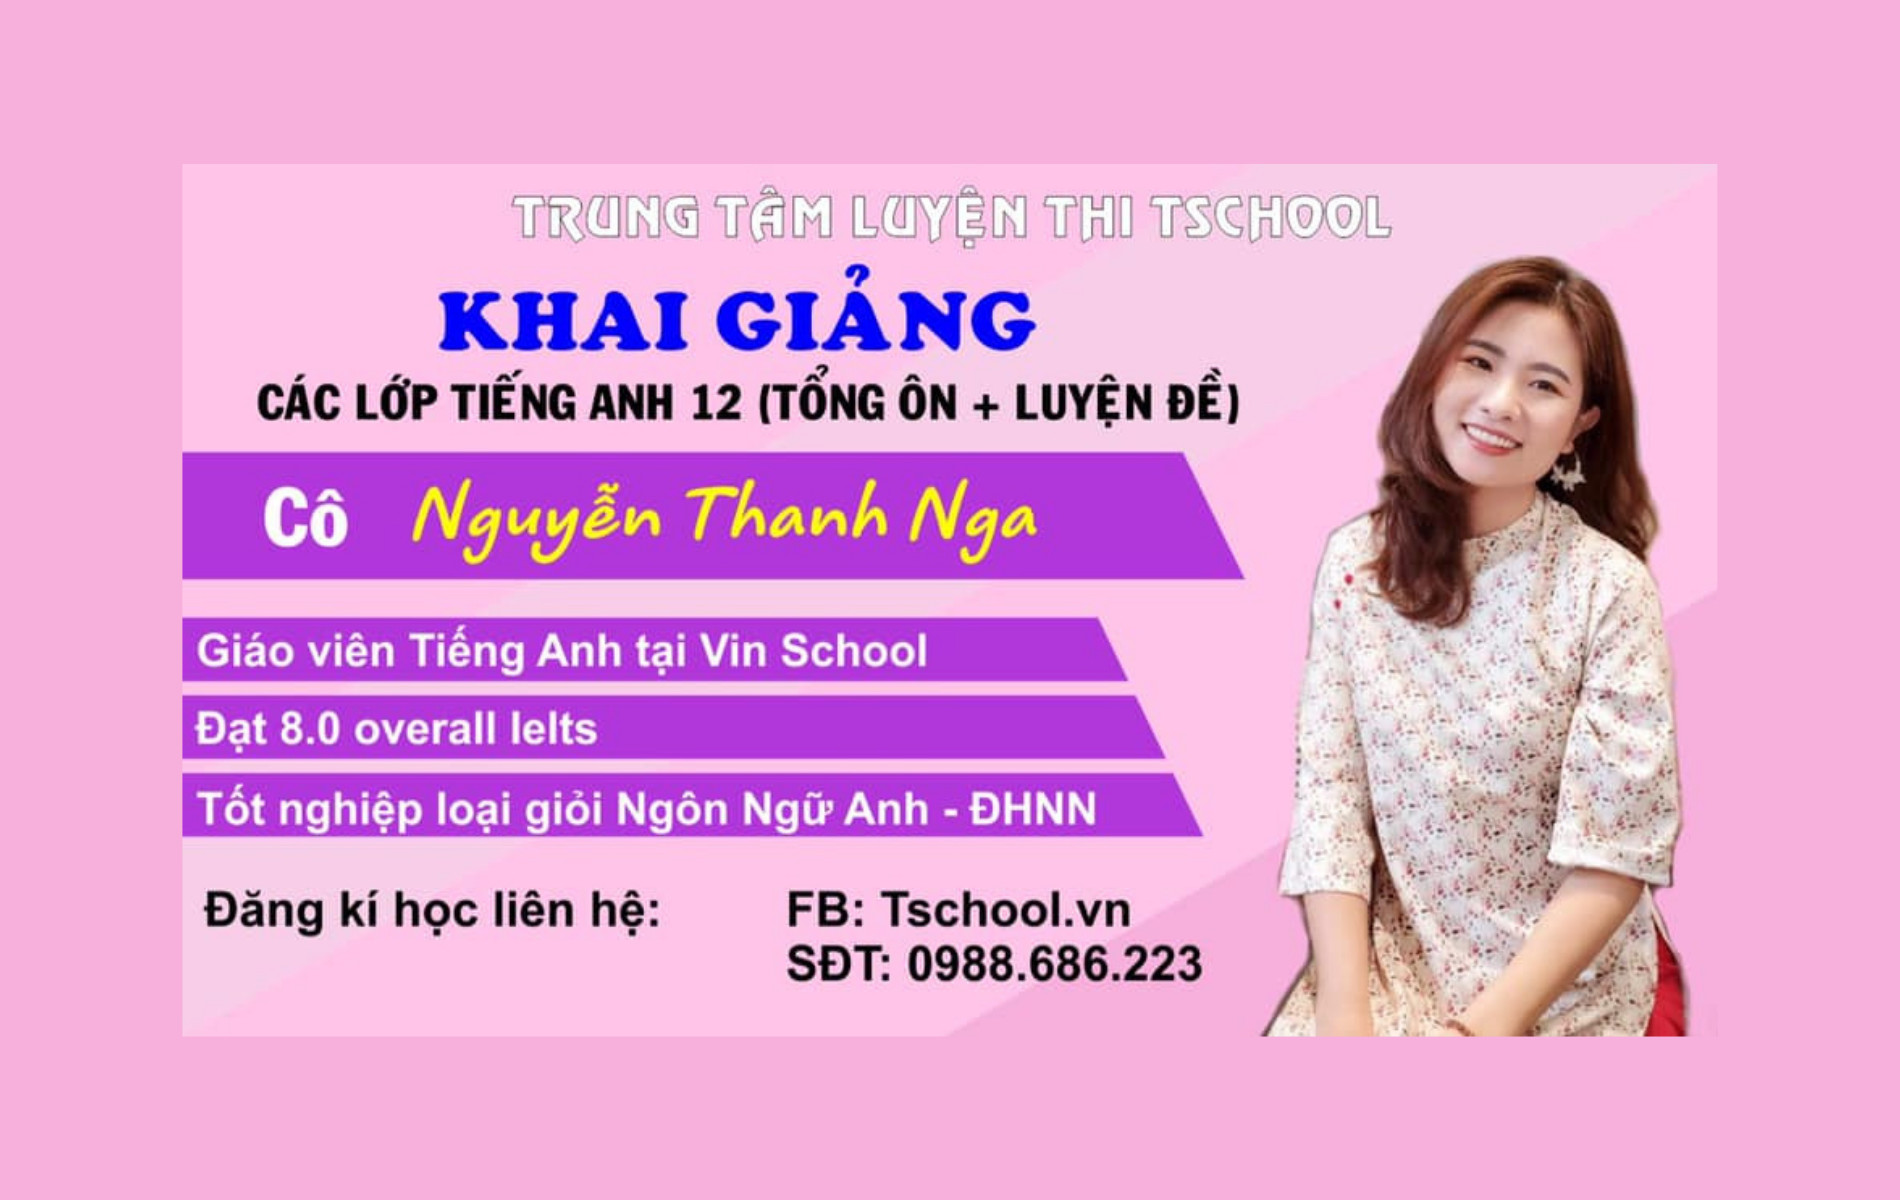 TRUNG TÂM LUYỆN THI TSCHOOL
KHAI GIẢNG
CÁC LỚP TIẾNG ANH 12 (TỔNG ÔN + LUYỆN ĐỀ)
Cô Nguyễn Thanh Nga
Giáo viên Tiếng Anh tại Vin School
Đạt 8.0 overall Ielts
Tốt nghiệp loại giỏi Ngôn Ngữ Anh - ĐHNN
Đăng kí học liên hệ: FB: Tschool.vn
SĐT: 0988.686.223